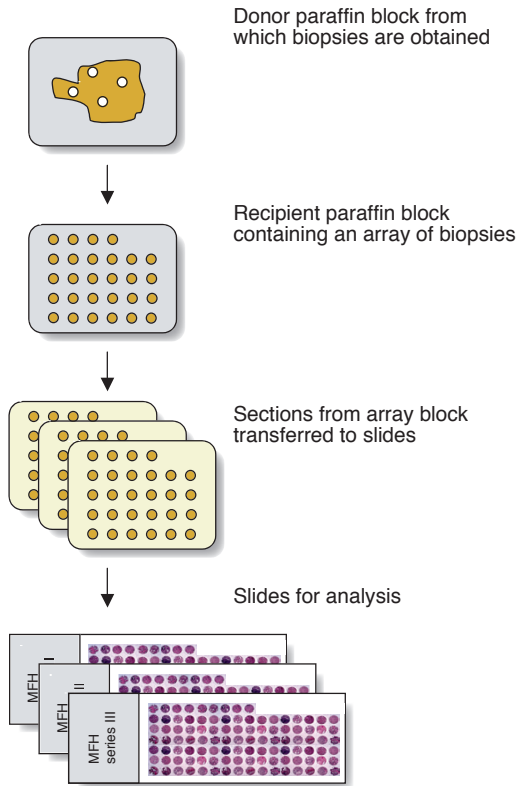 Donor paraffin block from
which biopsies are obtained
Recipient paraffin block
containing an array of biopsies
Sections from array block
transferred to slides
Slides for analysis
MFH
I
MFH
II
MFH
series III